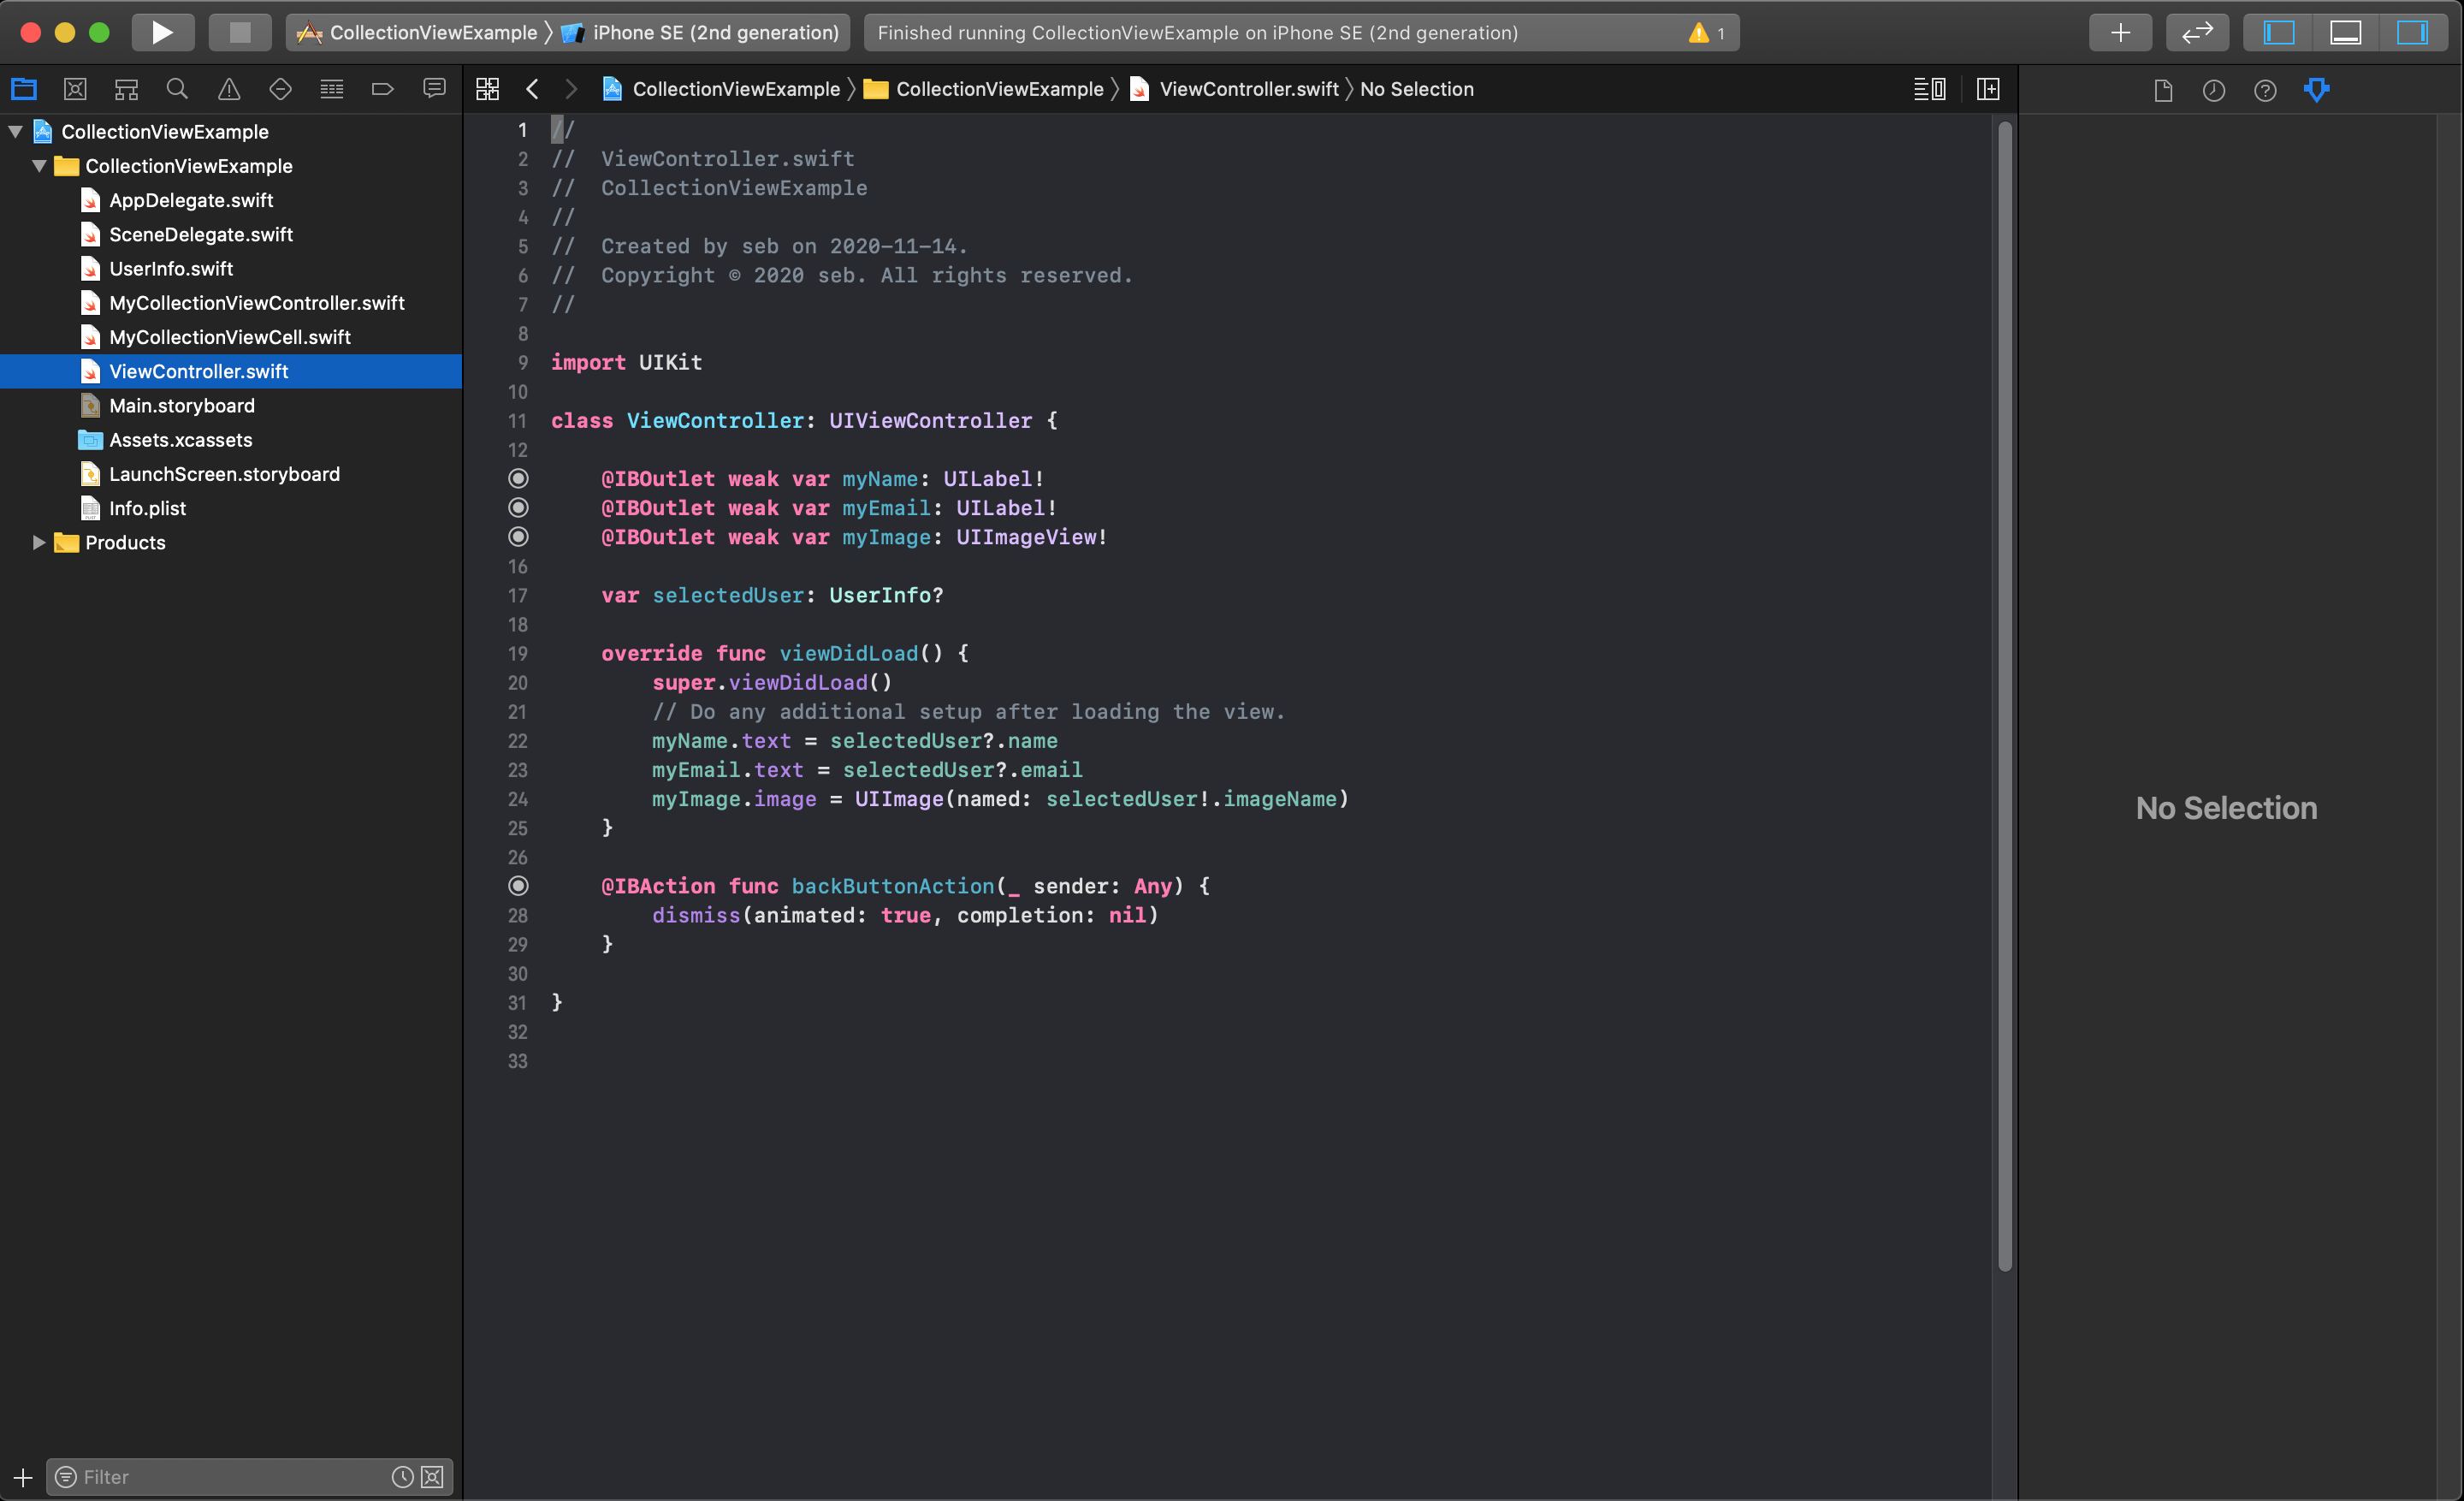 CollectionViewExample iPhone SE (2nd generation) Finished running CollectionViewExample on iPhone SE (2nd generation) 1
CollectionViewExample CollectionViewExample ViewController.swift No Selection
CollectionViewExample
CollectionViewExample
AppDelegate.swift
SceneDelegate.swift
UserInfo.swift
MyCollectionViewController.swift
MyCollectionViewCell.swift
ViewController.swift
Main.storyboard
Assets.xcassets
LaunchScreen.storyboard
Info.plist
Products
Filter
1 //
2 //  ViewController.swift
3 //  CollectionViewExample
4 //
5 //  Created by seb on 2020-11-14.
6 //  Copyright © 2020 seb. All rights reserved.
7 //
8
9 import UIKit
10
11 class ViewController: UIViewController {
12
@IBOutlet weak var myName: UILabel!
@IBOutlet weak var myEmail: UILabel!
@IBOutlet weak var myImage: UIImageView!
16
17 var selectedUser: UserInfo?
18
19 override func viewDidLoad() {
20 super.viewDidLoad()
21 // Do any additional setup after loading the view.
22 myName.text = selectedUser?.name
23 myEmail.text = selectedUser?.email
24 myImage.image = UIImage(named: selectedUser!.imageName)
25 }
26
@IBAction func backButtonAction(_ sender: Any) {
28 dismiss(animated: true, completion: nil)
29 }
30
31 }
32
33
No Selection